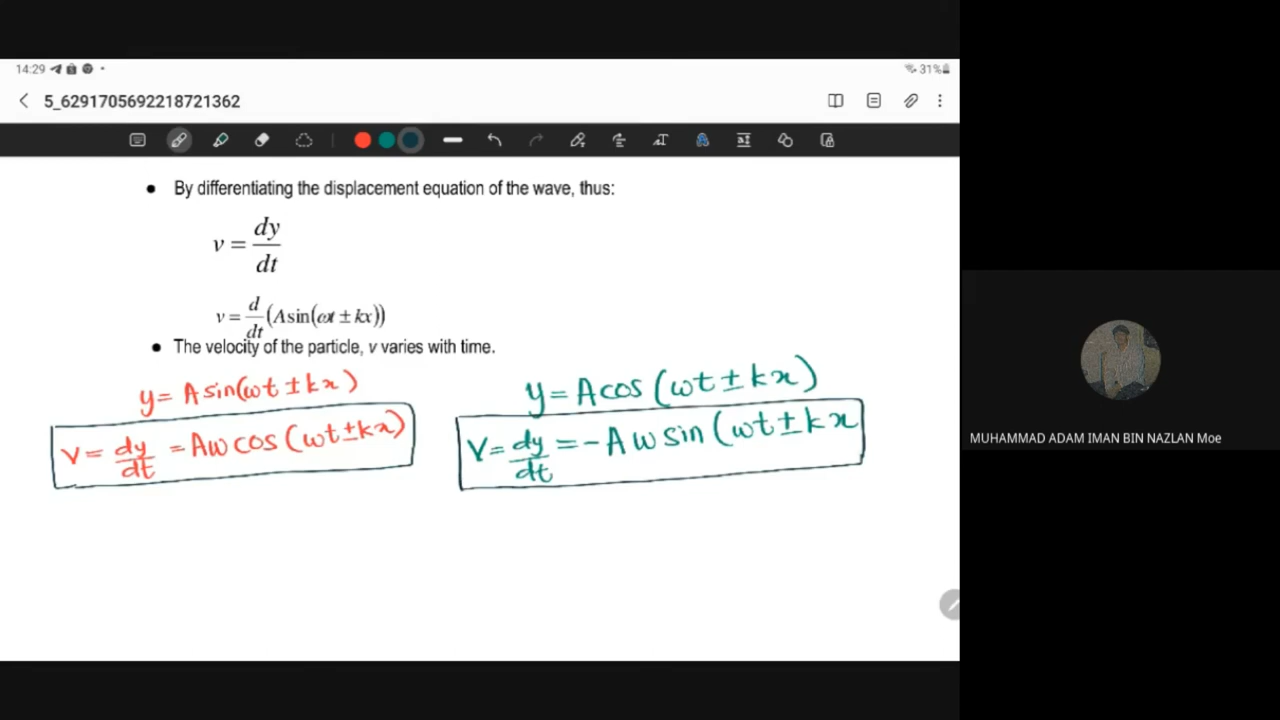 14:29
31%
5_6291705692218721362
• By differentiating the displacement equation of the wave, thus:
v = dy/dt
v = d/dt (A sin(ωt ± kx))
• The velocity of the particle, v varies with time.
y = A sin(ωt ± kx)
v = dy/dt = Aω cos (ωt ± kx)
y = A cos (ωt ± kx)
v = dy/dt = - A ω sin (ωt ± kx
MUHAMMAD ADAM IMAN BIN NAZLAN Moe